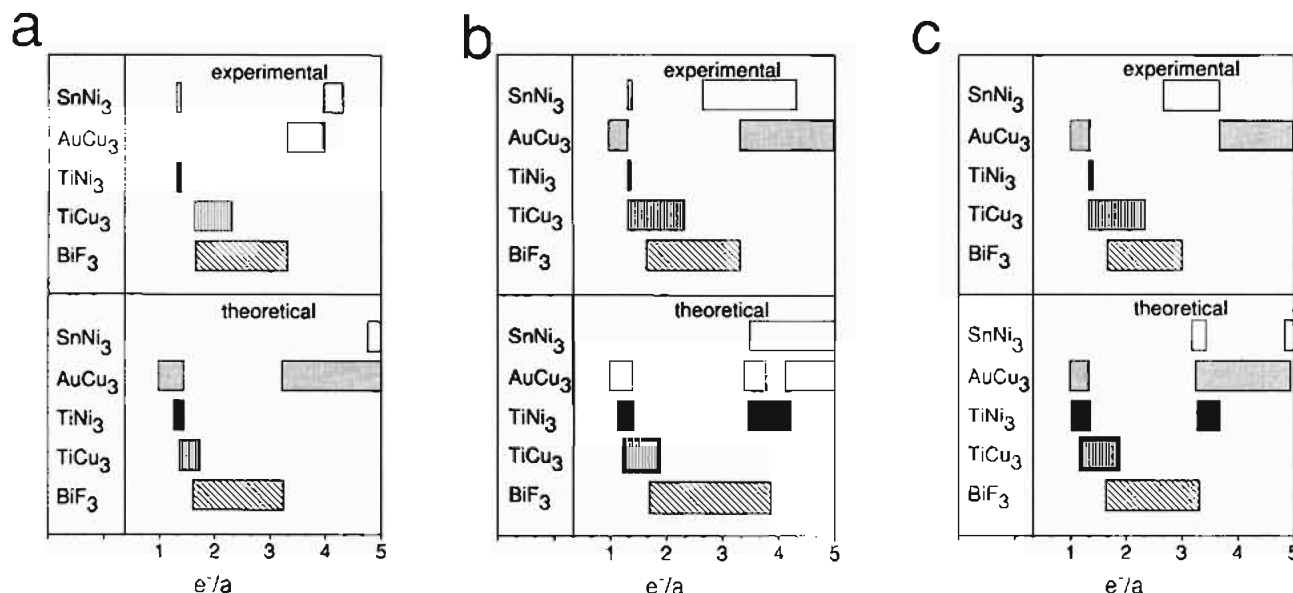 a
experimental
SnNi3
AuCu3
TiNi3
TiCu3
BiF3
theoretical
SnNi3
AuCu3
TiNi3
TiCu3
BiF3
1 2 3 4 5
e⁻/a
b
experimental
SnNi3
AuCu3
TiNi3
TiCu3
BiF3
theoretical
SnNi3
AuCu3
TiNi3
TiCu3
BiF3
1 2 3 4 5
e⁻/a
c
experimental
SnNi3
AuCu3
TiNi3
TiCu3
BiF3
theoretical
SnNi3
AuCu3
TiNi3
TiCu3
BiF3
1 2 3 4 5
e⁻/a